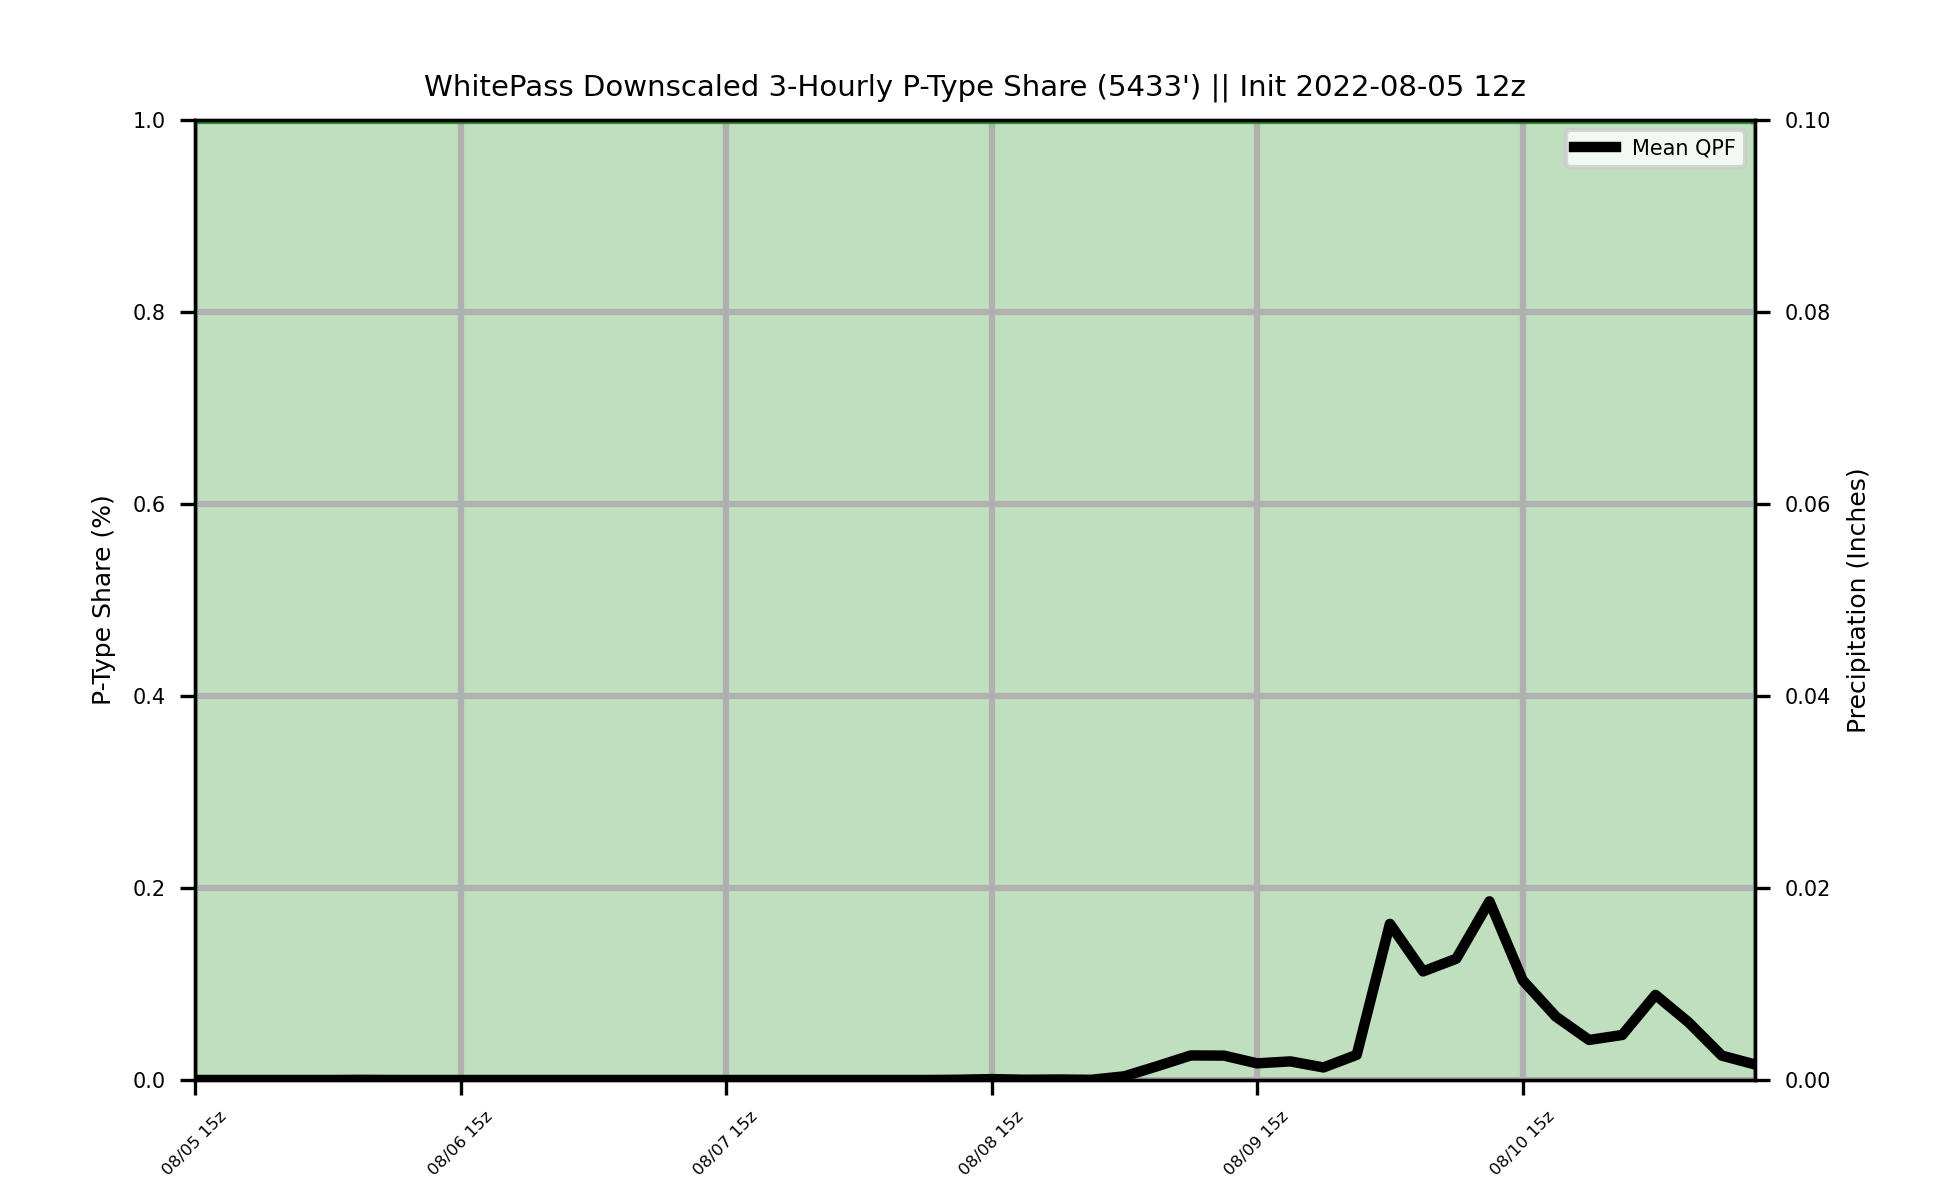 WhitePass Downscaled 3-Hourly P-Type Share (5433') || Init 2022-08-05 12z
Mean QPF
P-Type Share (%)
1.0
0.8
0.6
0.4
0.2
0.0
0.10
0.08
0.06
0.04
0.02
0.00
Precipitation (Inches)
08/05 15z
08/06 15z
08/07 15z
08/08 15z
08/09 15z
08/10 15z